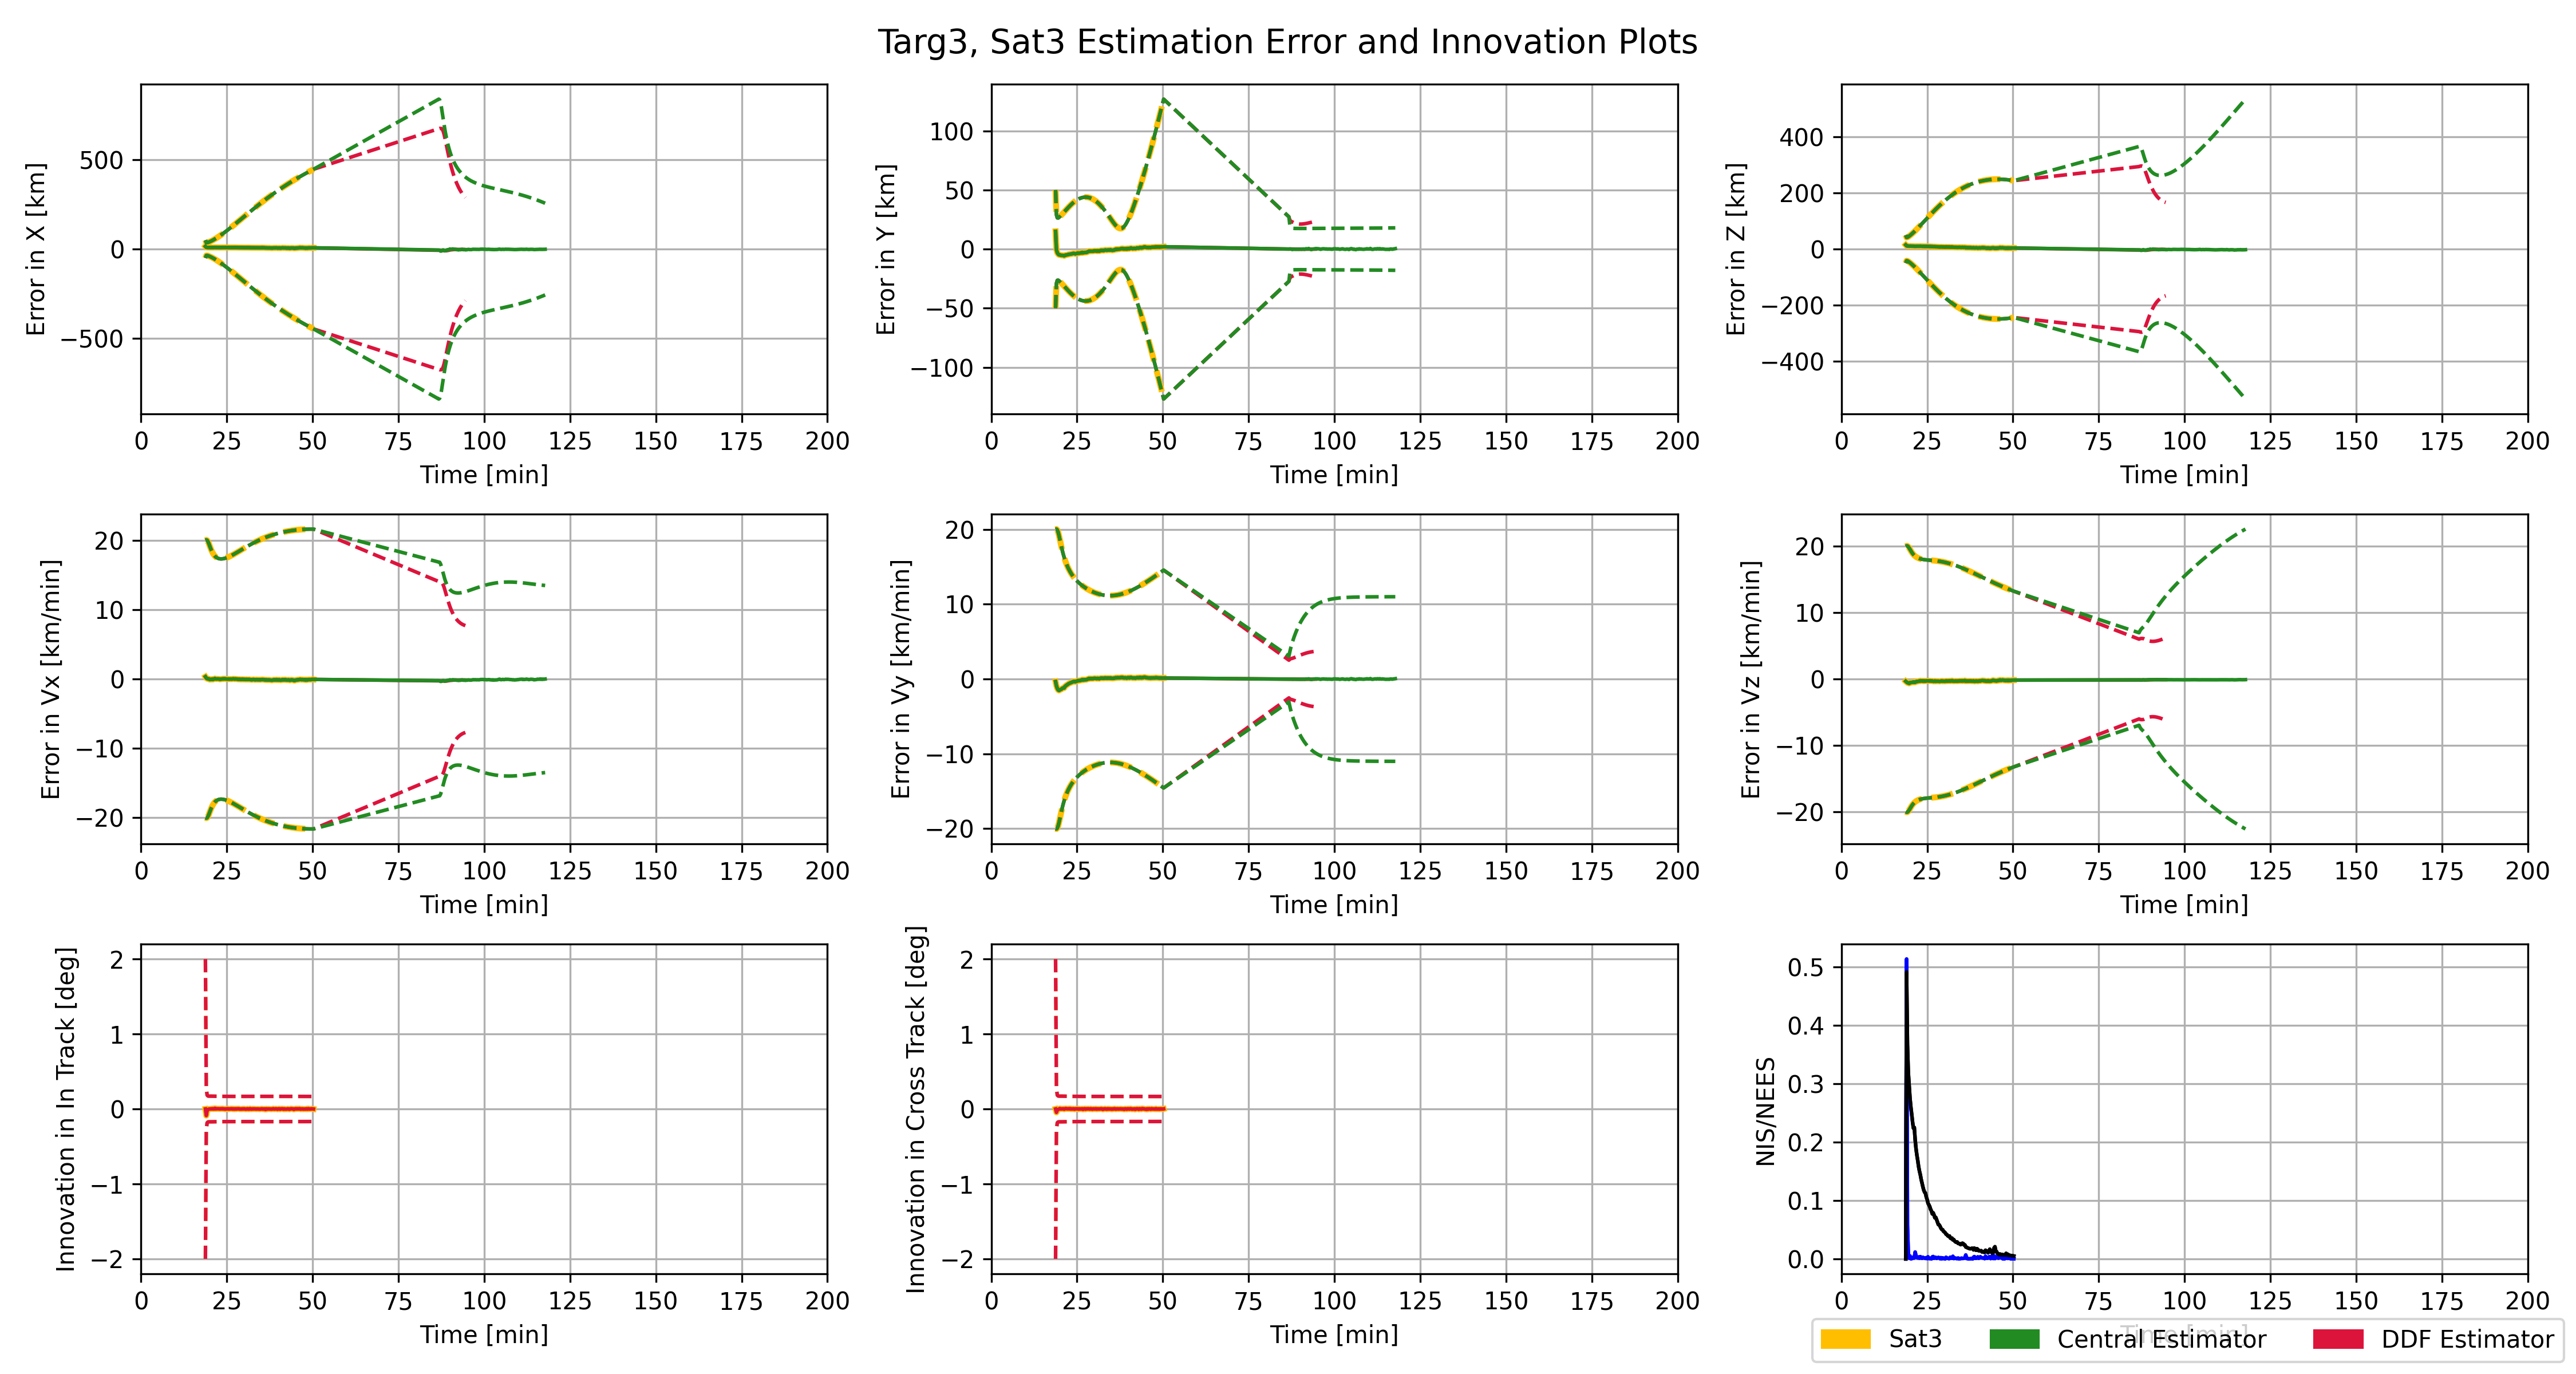 Targ3, Sat3 Estimation Error and Innovation Plots
Error in X [km]
500
0
−500
0 25 50 75 100 125 150 175 200
Time [min]
Error in Y [km]
100
50
0
−50
−100
0 25 50 75 100 125 150 175 200
Time [min]
Error in Z [km]
400
200
0
−200
−400
0 25 50 75 100 125 150 175 200
Time [min]
Error in Vx [km/min]
20
10
0
−10
−20
0 25 50 75 100 125 150 175 200
Time [min]
Error in Vy [km/min]
20
10
0
−10
−20
0 25 50 75 100 125 150 175 200
Time [min]
Error in Vz [km/min]
20
10
0
−10
−20
0 25 50 75 100 125 150 175 200
Time [min]
Innovation in In Track [deg]
2
1
0
−1
−2
0 25 50 75 100 125 150 175 200
Time [min]
Innovation in Cross Track [deg]
2
1
0
−1
−2
0 25 50 75 100 125 150 175 200
Time [min]
NIS/NEES
0.5
0.4
0.3
0.2
0.1
0.0
0 25 50 75 100 125 150 175 200
Time [min]
Sat3 Central Estimator DDF Estimator